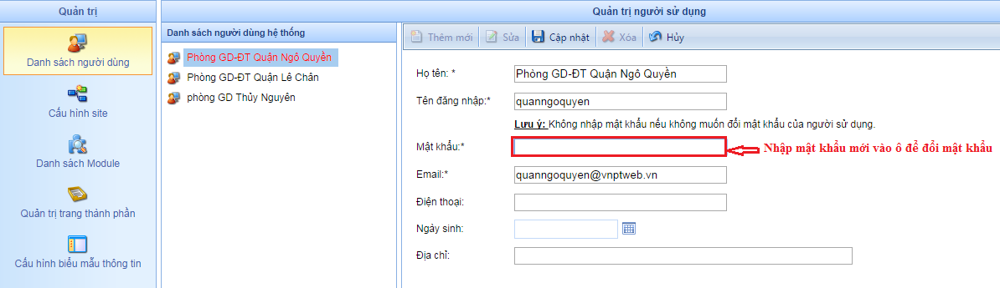 Quản trị
Danh sách người dùng
Cấu hình site
Danh sách Module
Quản trị trang thành phần
Cấu hình biểu mẫu thông tin
Quản trị người sử dụng
Danh sách người dùng hệ thống
Phòng GD-ĐT Quận Ngô Quyền
Phòng GD-ĐT Quận Lê Chân
phòng GD Thủy Nguyên
Thêm mới Sửa Cập nhật Xóa Hủy
Họ tên: * Phòng GD-ĐT Quận Ngô Quyền
Tên đăng nhập:* quanngoquyen
Lưu ý: Không nhập mật khẩu nếu không muốn đổi mật khẩu của người sử dụng.
Mật khẩu:* Nhập mật khẩu mới vào ô để đổi mật khẩu
Email:* quanngoquyen@vnptweb.vn
Điện thoại:
Ngày sinh:
Địa chỉ: